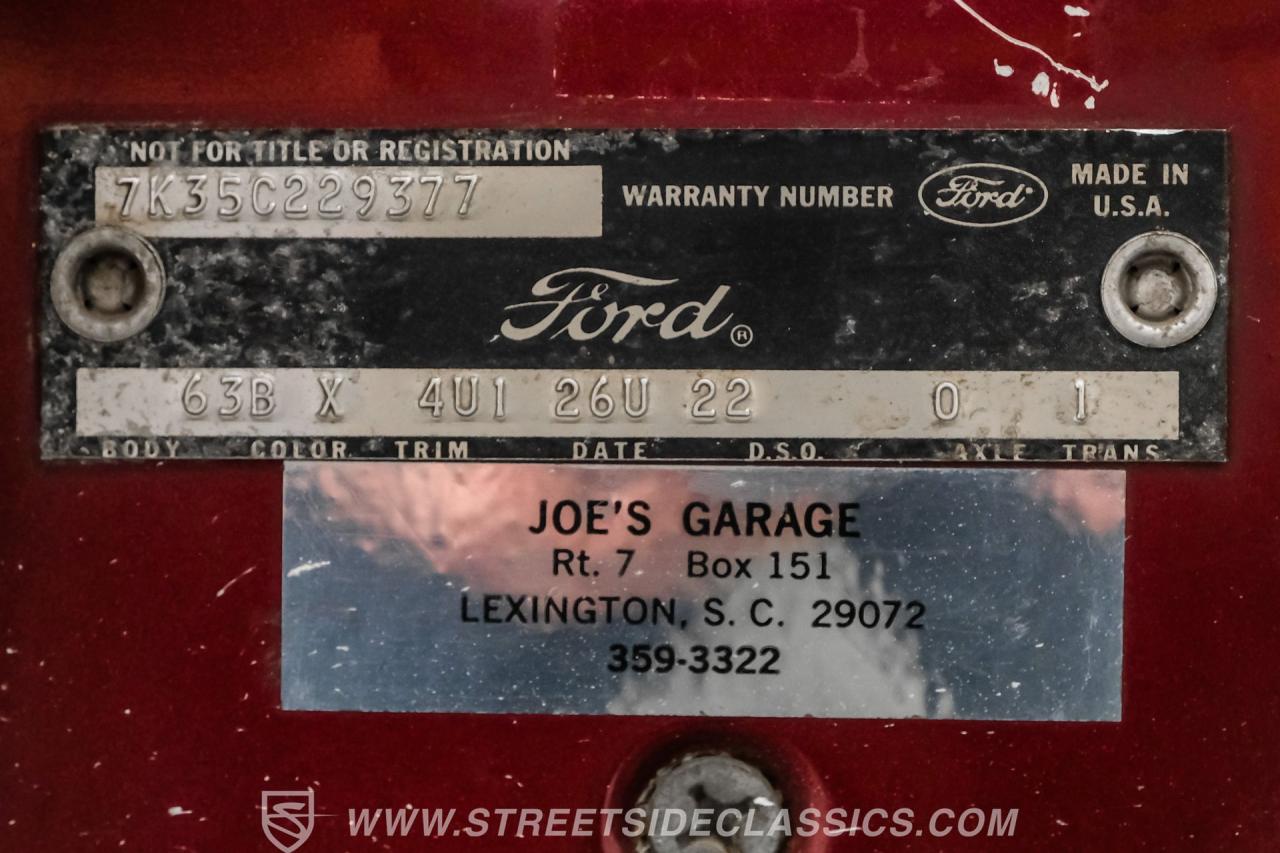 NOT FOR TITLE OR REGISTRATION
7K35C229377
WARRANTY NUMBER
Ford
MADE IN
U.S.A.
Ford®
63B X 4U1 26U 22 0 1
BODY COLOR TRIM DATE D.S.O. AXLE TRANS
JOE'S GARAGE
Rt. 7 Box 151
LEXINGTON, S. C. 29072
359-3322
WWW.STREETSIDECLASSICS.COM